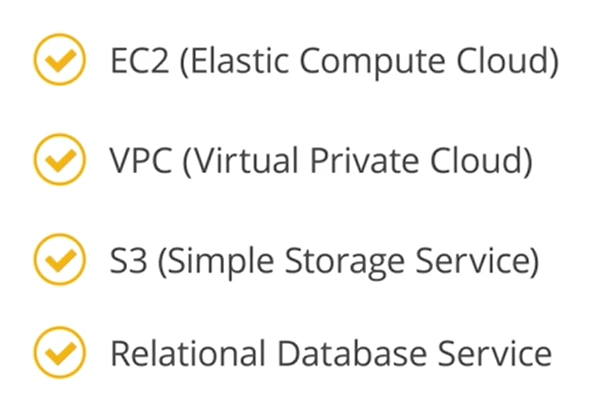 EC2 (Elastic Compute Cloud)
VPC (Virtual Private Cloud)
S3 (Simple Storage Service)
Relational Database Service